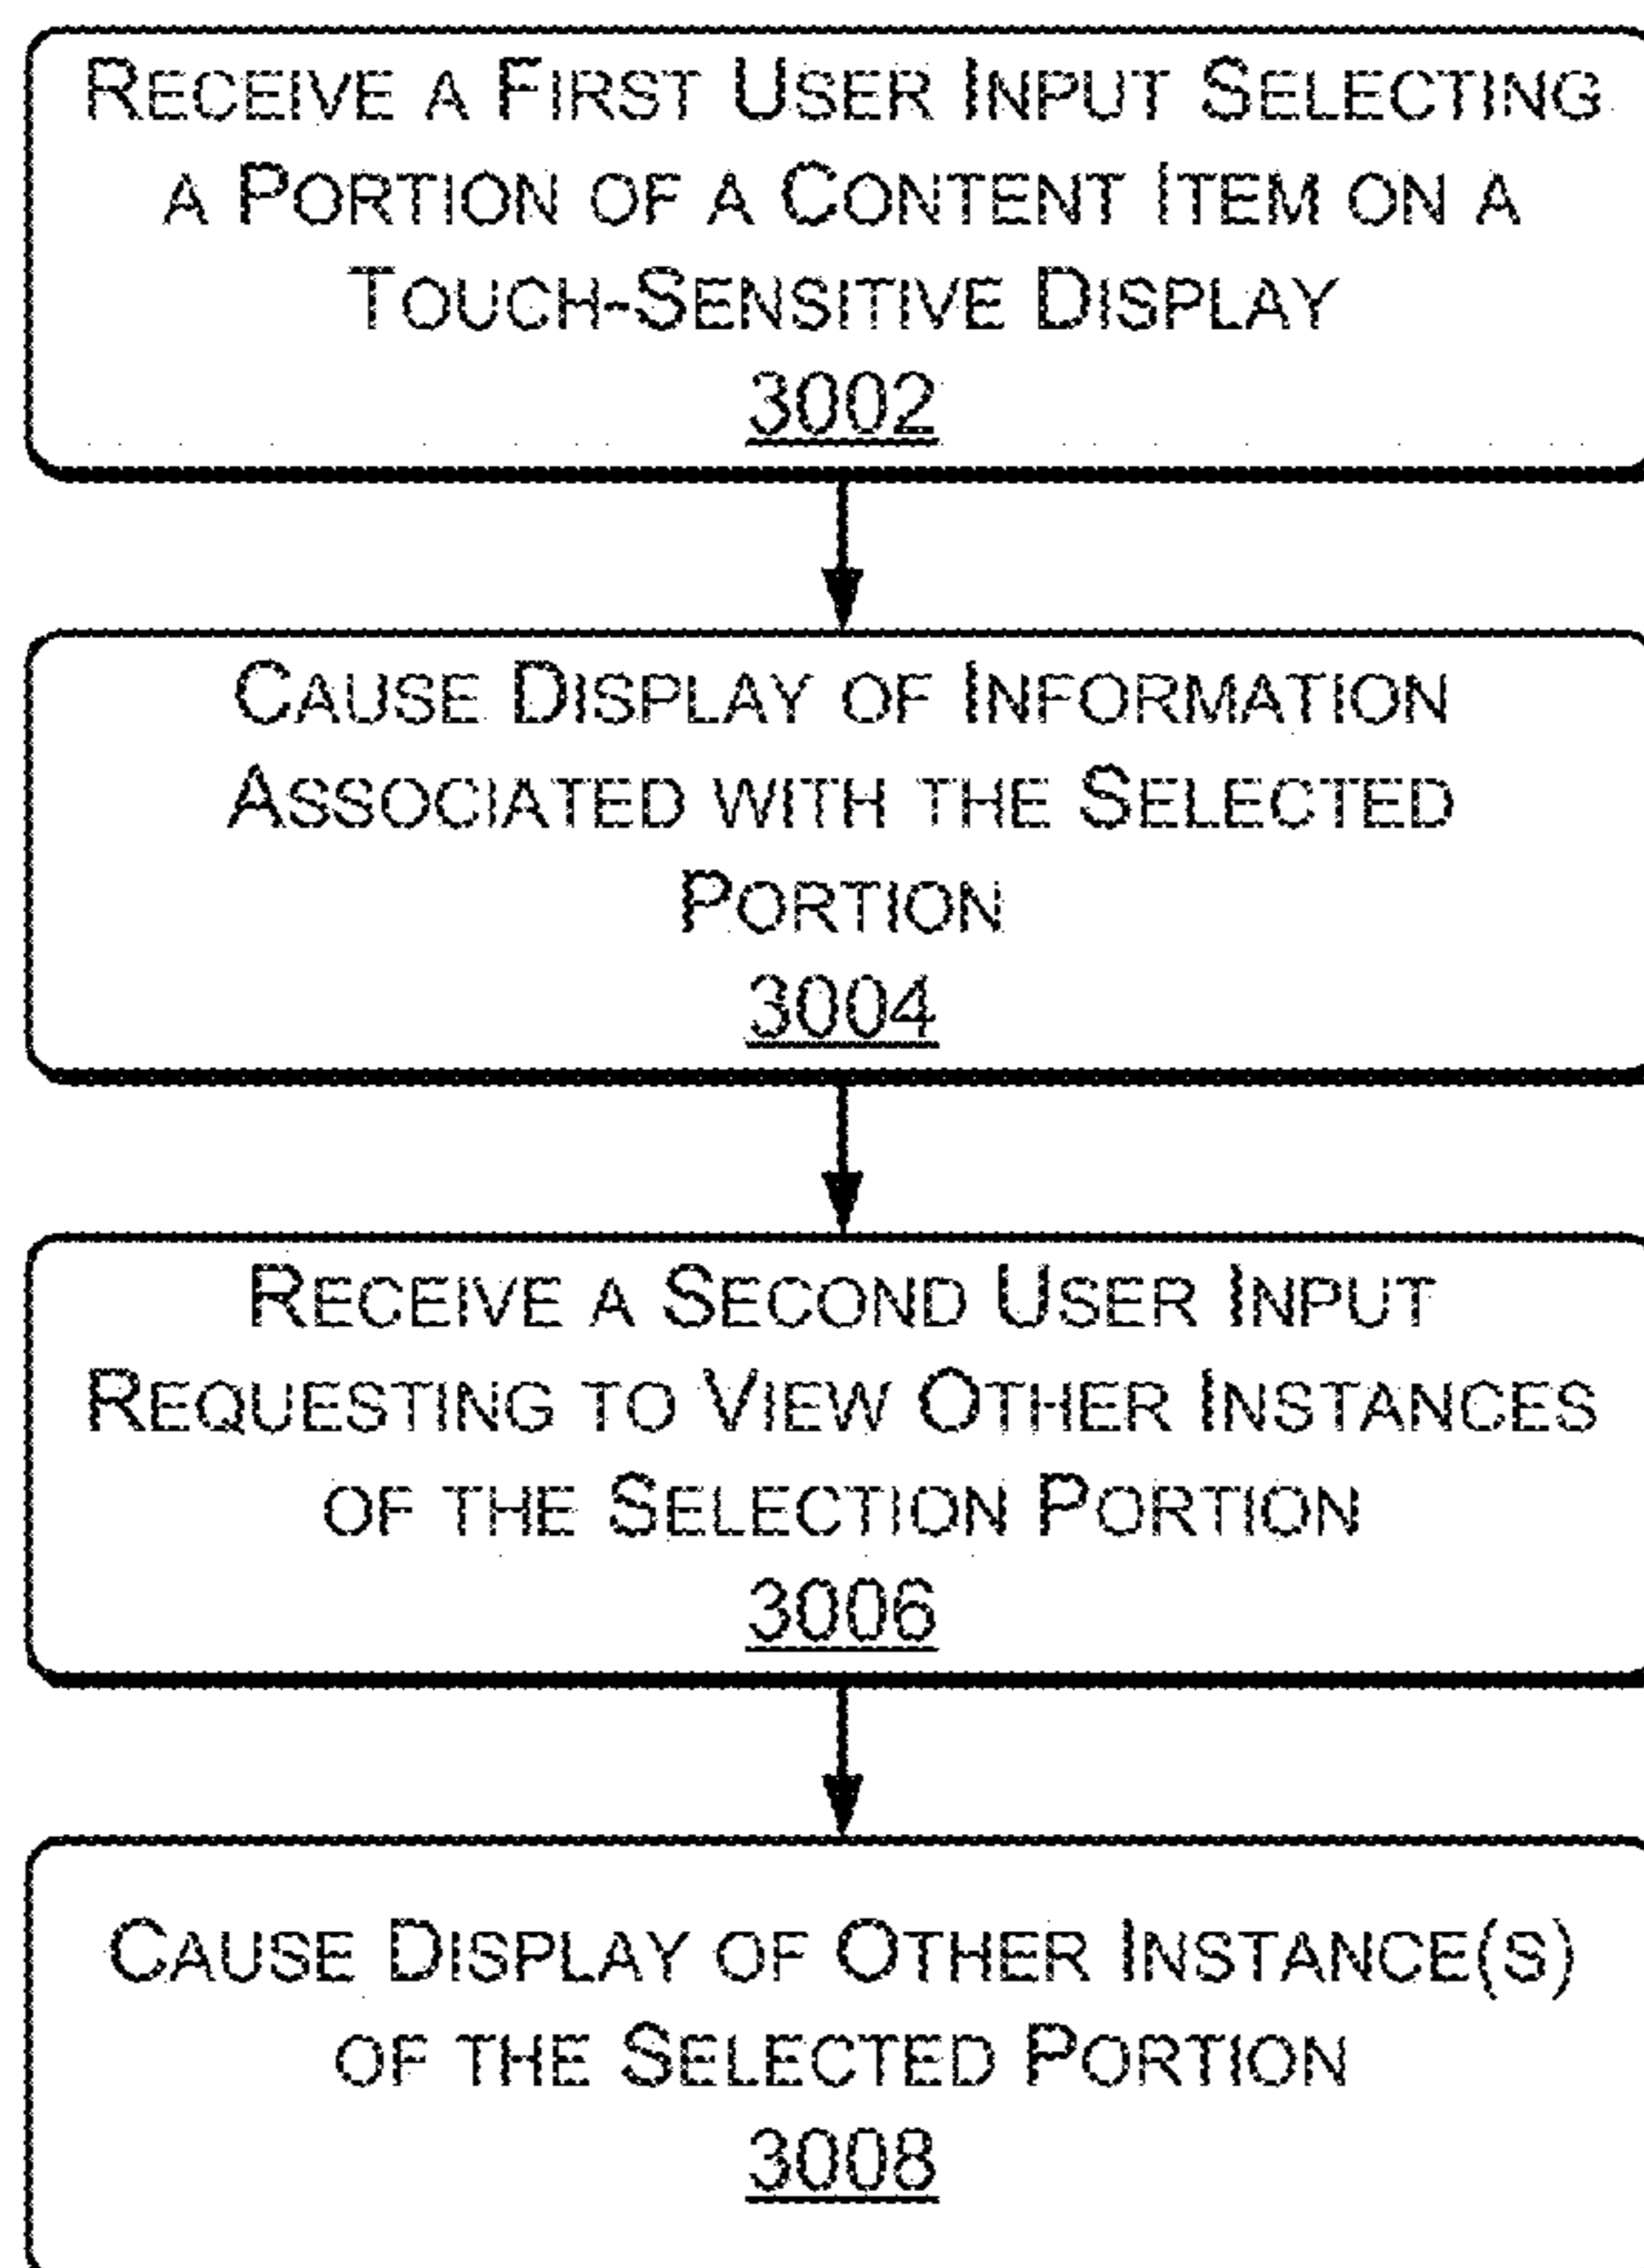 RECEIVE A FIRST USER INPUT SELECTING
A PORTION OF A CONTENT ITEM ON A
TOUCH-SENSITIVE DISPLAY
3002
CAUSE DISPLAY OF INFORMATION
ASSOCIATED WITH THE SELECTED
PORTION
3004
RECEIVE A SECOND USER INPUT
REQUESTING TO VIEW OTHER INSTANCES
OF THE SELECTION PORTION
3006
CAUSE DISPLAY OF OTHER INSTANCE(S)
OF THE SELECTED PORTION
3008